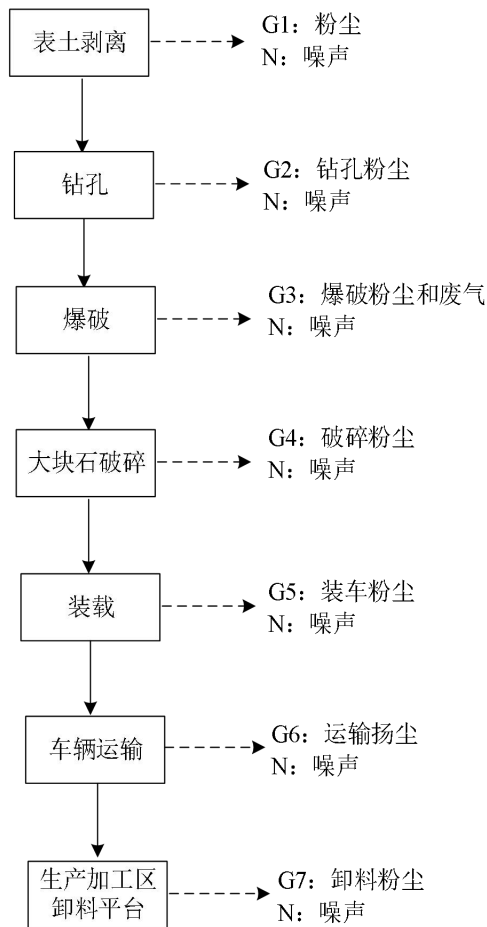 表土剥离
G1：粉尘
N：噪声
钻孔
G2：钻孔粉尘
N：噪声
爆破
G3：爆破粉尘和废气
N：噪声
大块石破碎
G4：破碎粉尘
N：噪声
装载
G5：装车粉尘
N：噪声
车辆运输
G6：运输扬尘
N：噪声
生产加工区
卸料平台
G7：卸料粉尘
N：噪声